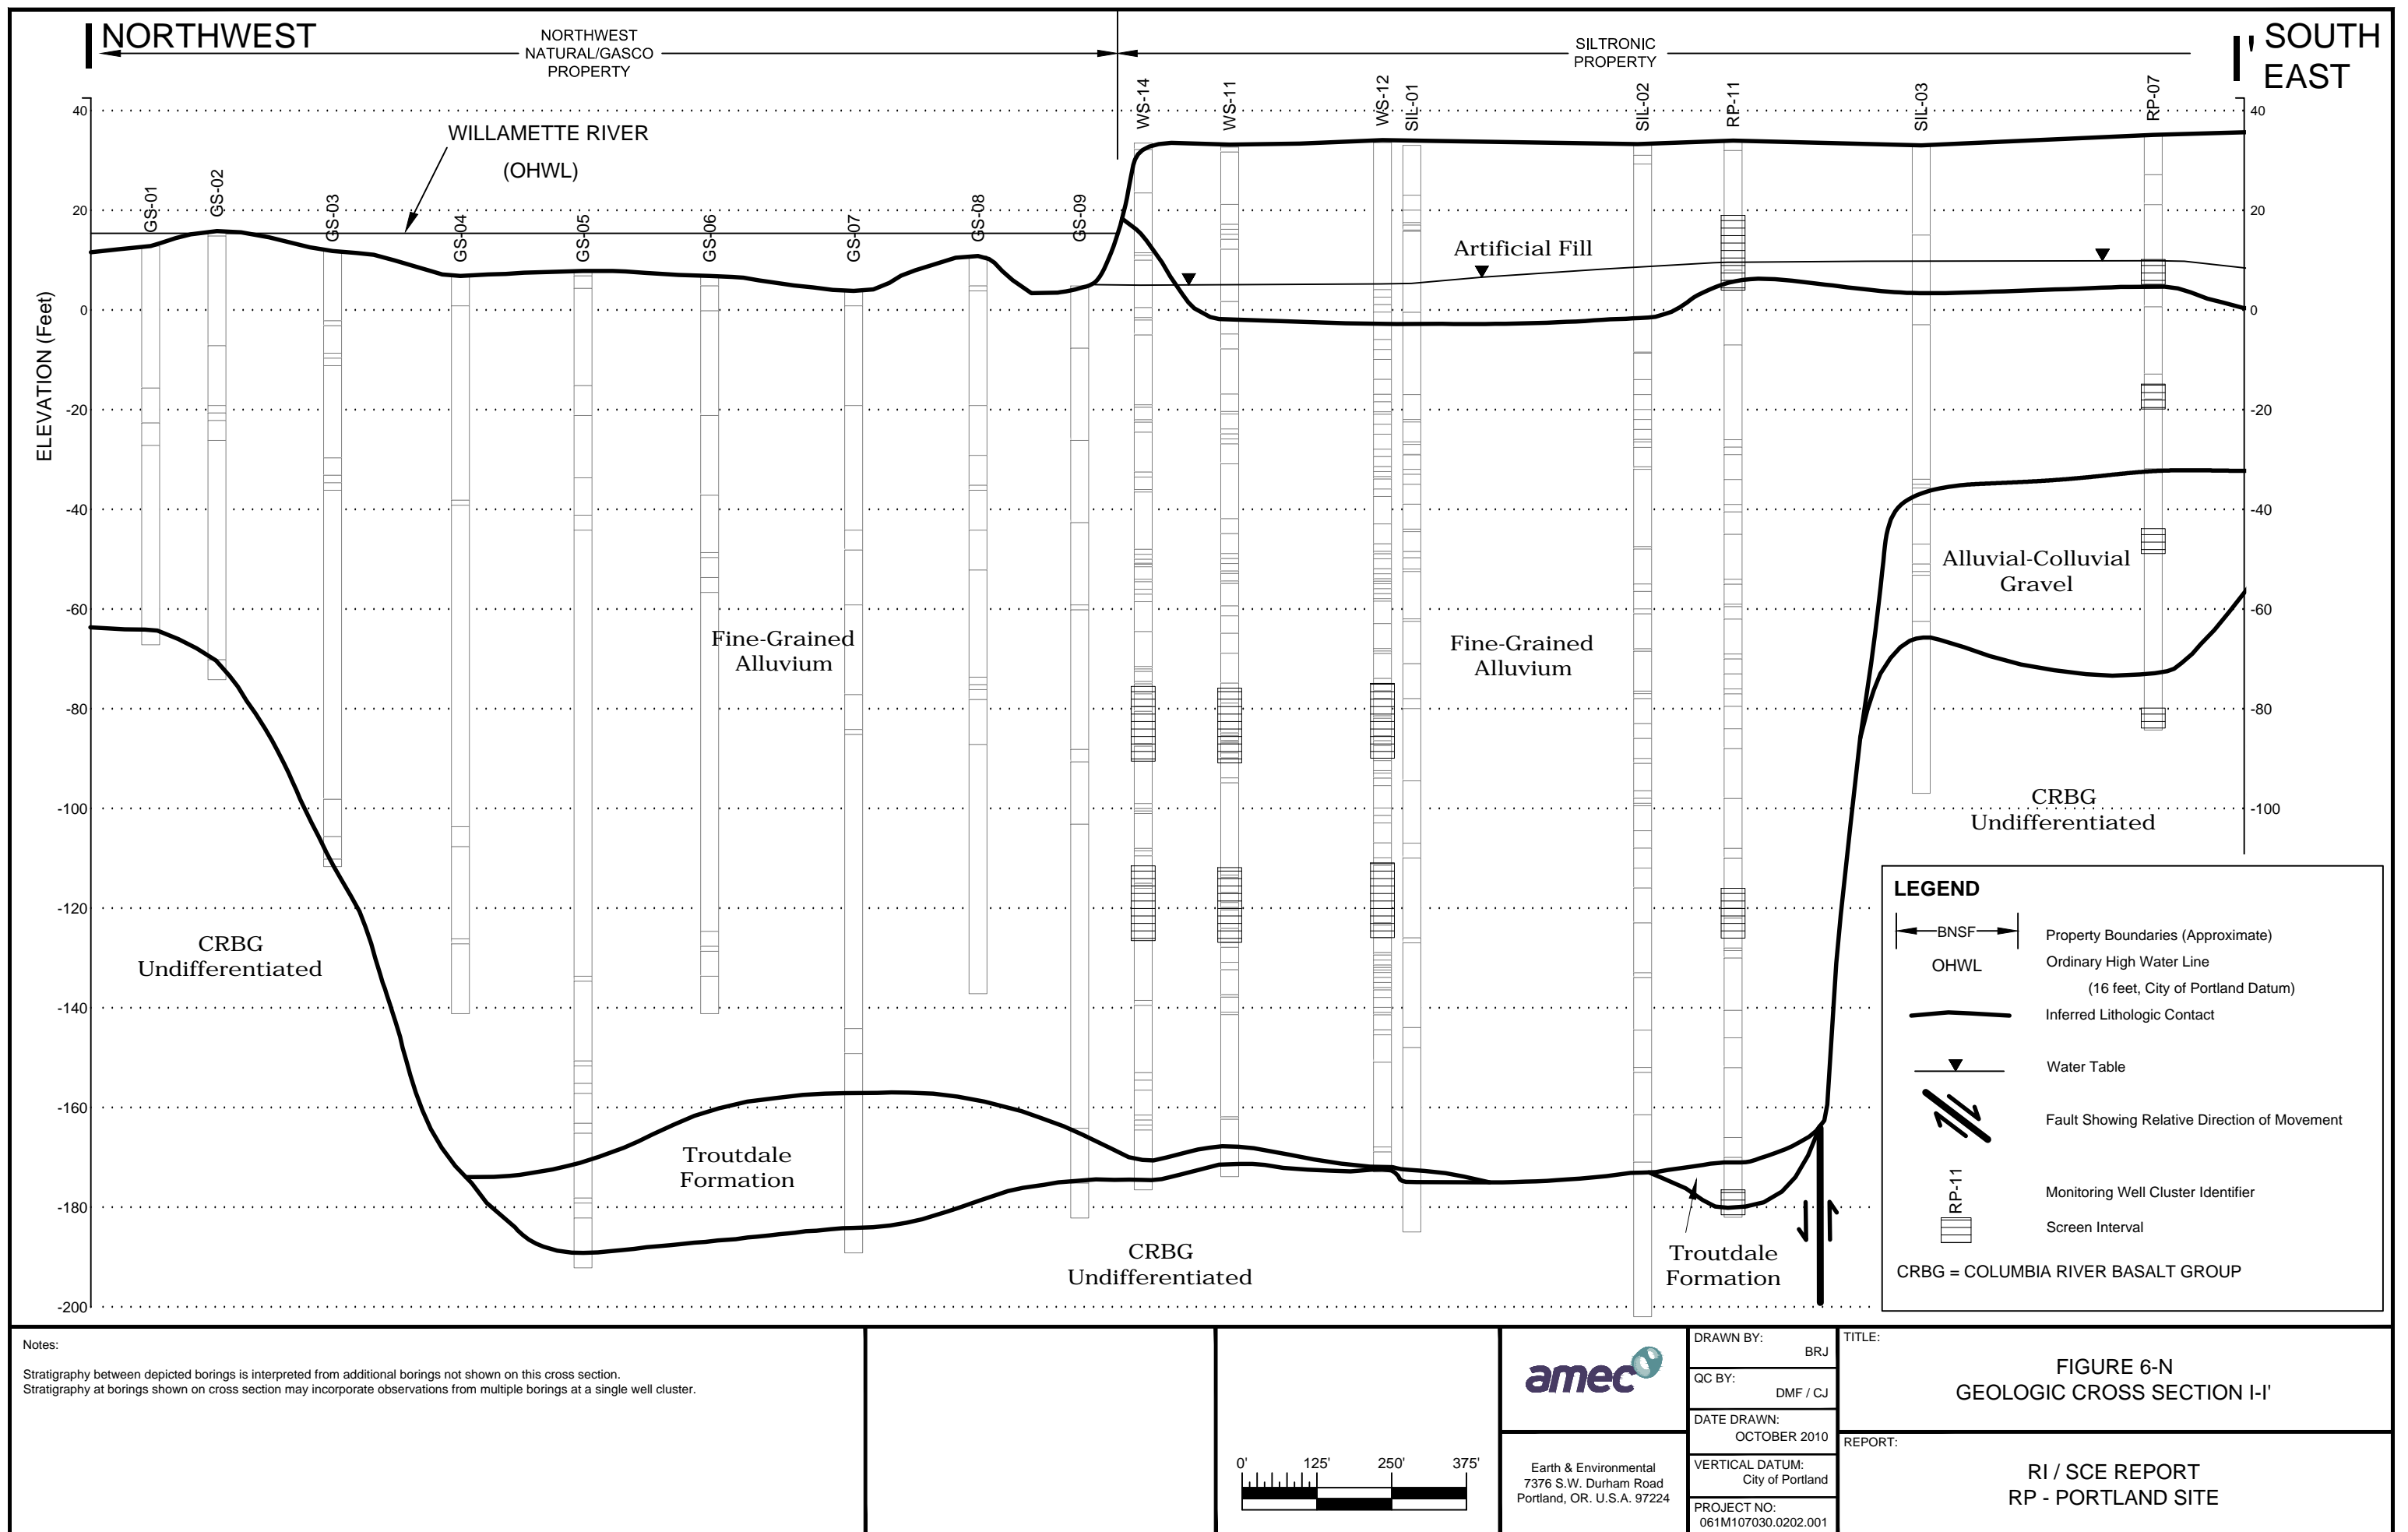 NORTHWEST
NORTHWEST
NATURAL/GASCO
PROPERTY
SILTRONIC
PROPERTY
I' SOUTH
EAST
I
WILLAMETTE RIVER
(OHWL)
GS-01
GS-02
GS-03
GS-04
GS-05
GS-06
GS-07
GS-08
GS-09
WS-14
WS-11
WS-12
SIL-01
SIL-02
RP-11
SIL-03
RP-07
ELEVATION (Feet)
40
20
0
-20
-40
-60
-80
-100
-120
-140
-160
-180
-200
40
20
0
-20
-40
-60
-80
-100
Artificial Fill
Fine-Grained
Alluvium
Fine-Grained
Alluvium
Alluvial-Colluvial
Gravel
CRBG
Undifferentiated
CRBG
Undifferentiated
Troutdale
Formation
CRBG
Undifferentiated
Troutdale
Formation
LEGEND
BNSF
Property Boundaries (Approximate)
OHWL
Ordinary High Water Line
(16 feet, City of Portland Datum)
Inferred Lithologic Contact
Water Table
Fault Showing Relative Direction of Movement
RP-11
Monitoring Well Cluster Identifier
Screen Interval
CRBG = COLUMBIA RIVER BASALT GROUP
Notes:
Stratigraphy between depicted borings is interpreted from additional borings not shown on this cross section.
Stratigraphy at borings shown on cross section may incorporate observations from multiple borings at a single well cluster.
0' 125' 250' 375'
amec
Earth & Environmental
7376 S.W. Durham Road
Portland, OR. U.S.A. 97224
DRAWN BY:
BRJ
QC BY:
DMF / CJ
DATE DRAWN:
OCTOBER 2010
VERTICAL DATUM:
City of Portland
PROJECT NO:
061M107030.0202.001
TITLE:
FIGURE 6-N
GEOLOGIC CROSS SECTION I-I'
REPORT:
RI / SCE REPORT
RP - PORTLAND SITE